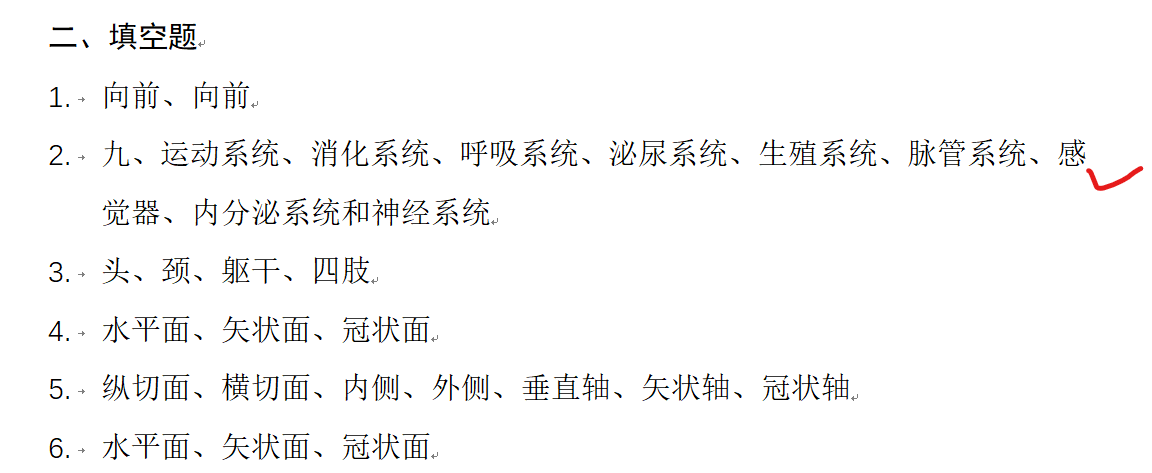 二、填空题
1. 向前、向前
2. 九、运动系统、消化系统、呼吸系统、泌尿系统、生殖系统、脉管系统、感
觉器、内分泌系统和神经系统
3. 头、颈、躯干、四肢
4. 水平面、矢状面、冠状面
5. 纵切面、横切面、内侧、外侧、垂直轴、矢状轴、冠状轴
6. 水平面、矢状面、冠状面